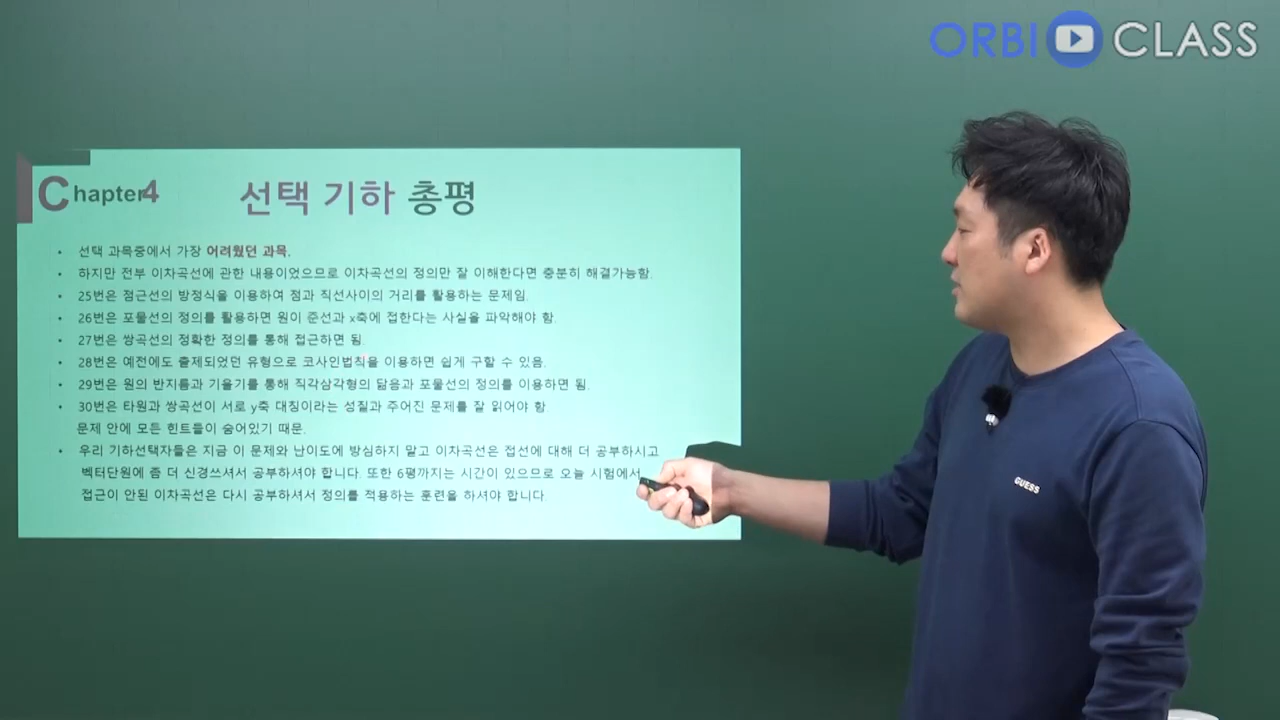 ORBI CLASS
Chapter4
선택 기하 총평
• 선택 과목중에서 가장 어려웠던 과목.
• 하지만 전부 이차곡선에 관한 내용이었으므로 이차곡선의 정의만 잘 이해한다면 충분히 해결가능함.
• 25번은 점근선의 방정식을 이용하여 점과 직선사이의 거리를 활용하는 문제임.
• 26번은 포물선의 정의를 활용하면 원이 준선과 x축에 접한다는 사실을 파악해야 함.
• 27번은 쌍곡선의 정확한 정의를 통해 접근하면 됨.
• 28번은 예전에도 출제되었던 유형으로 코사인법칙을 이용하면 쉽게 구할 수 있음.
• 29번은 원의 반지름과 기울기를 통해 직각삼각형의 닮음과 포물선의 정의를 이용하면 됨.
• 30번은 타원과 쌍곡선이 서로 y축 대칭이라는 성질과 주어진 문제를 잘 읽어야 함.
문제 안에 모든 힌트들이 숨어있기 때문.
• 우리 기하선택자들은 지금 이 문제와 난이도에 방심하지 말고 이차곡선은 접선에 대해 더 공부하시고
벡터단원에 좀 더 신경쓰셔서 공부하셔야 합니다. 또한 6평까지는 시간이 있으므로 오늘 시험에서
접근이 안된 이차곡선은 다시 공부하셔서 정의를 적용하는 훈련을 하셔야 합니다.
GUESS